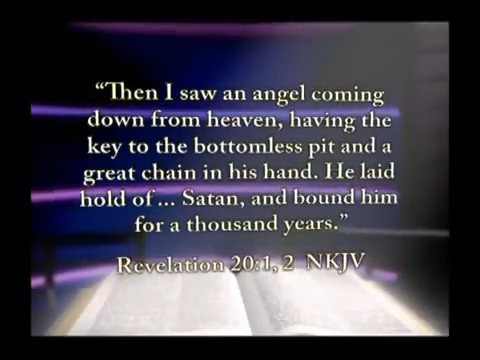 “Then I saw an angel coming
down from heaven, having the
key to the bottomless pit and a
great chain in his hand. He laid
hold of ... Satan, and bound him
for a thousand years.”
Revelation 20:1, 2 NKJV